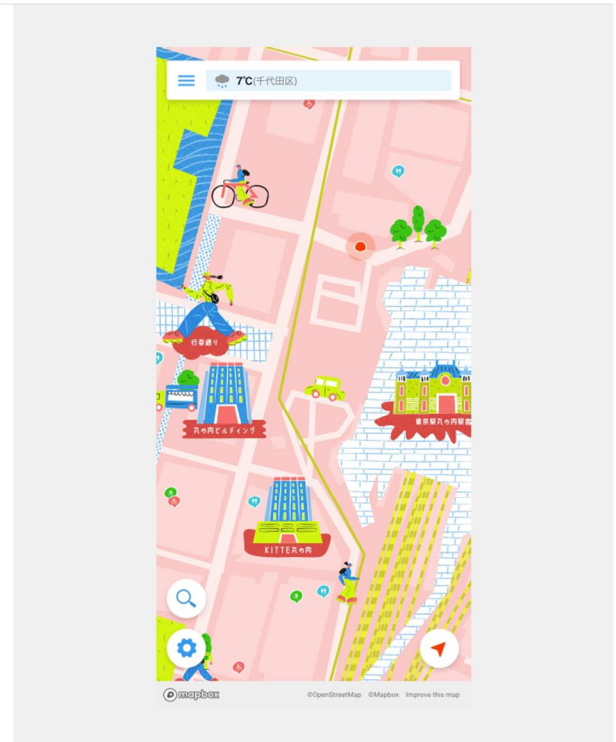 7℃(千代田区)
行幸通り
丸の内ビルディング
東京駅丸の内駅舎
KITTE丸の内
mapbox
©OpenStreetMap ©Mapbox Improve this map